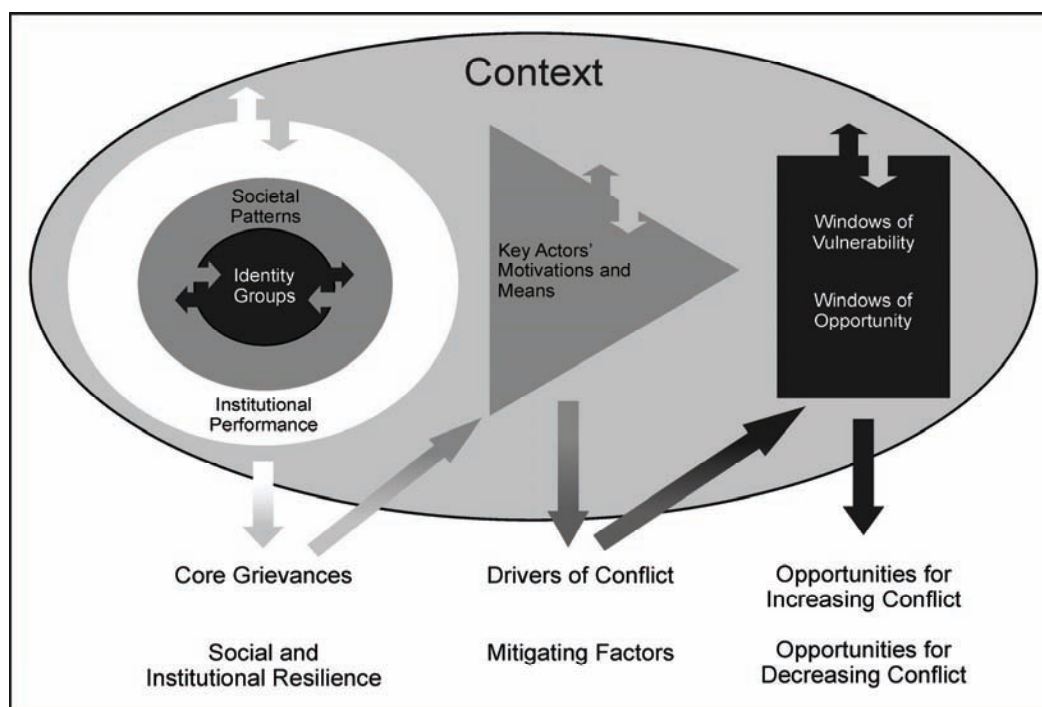 Context
Societal
Patterns
Identity
Groups
Institutional
Performance
Key Actors'
Motivations and
Means
Windows of
Vulnerability
Windows of
Opportunity
Core Grievances
Social and
Institutional Resilience
Drivers of Conflict
Mitigating Factors
Opportunities for
Increasing Conflict
Opportunities for
Decreasing Conflict